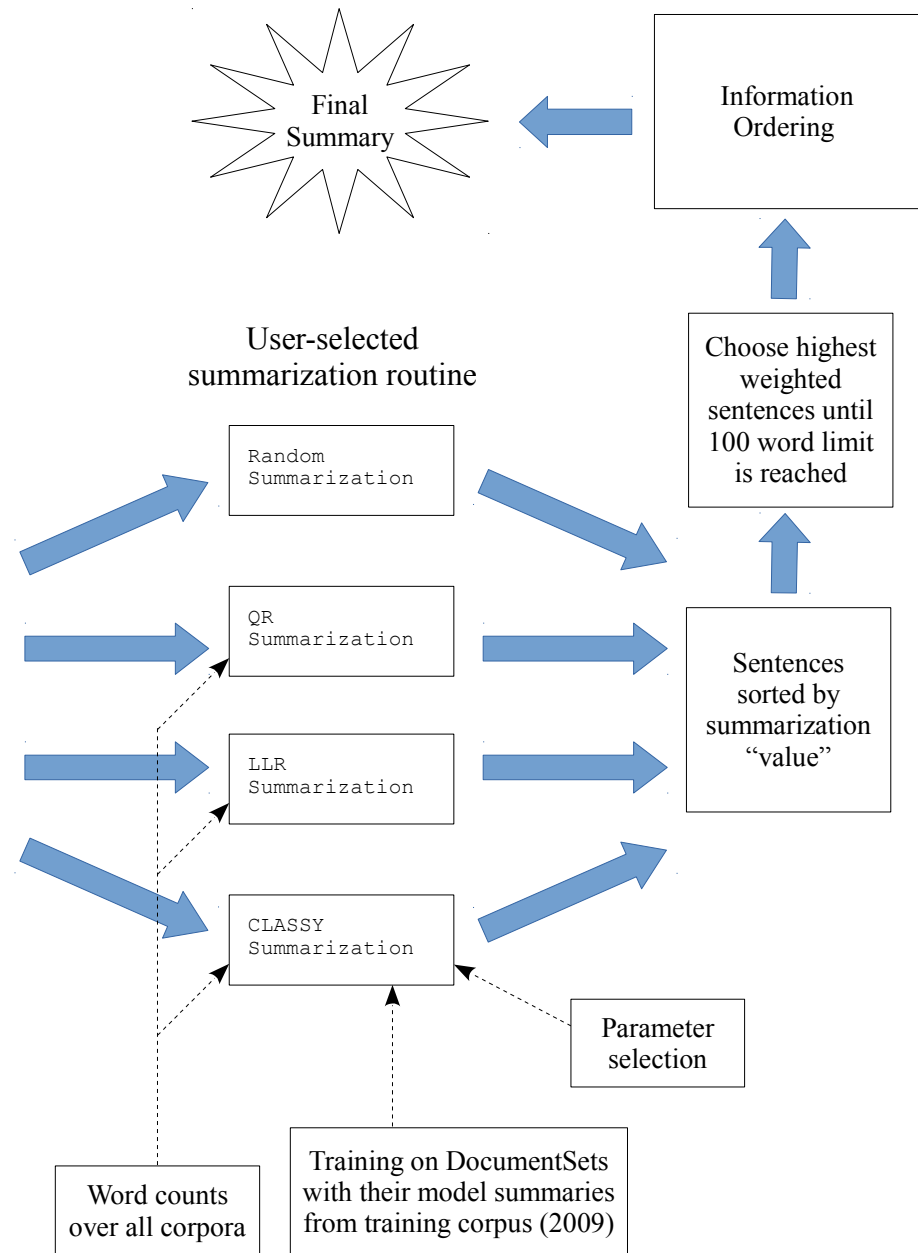 Final
Summary
Information
Ordering
User-selected
summarization routine
Choose highest
weighted
sentences until
100 word limit
is reached
Random
Summarization
QR
Summarization
Sentences
sorted by
summarization
“value”
LLR
Summarization
CLASSY
Summarization
Parameter
selection
Word counts
over all corpora
Training on DocumentSets
with their model summaries
from training corpus (2009)